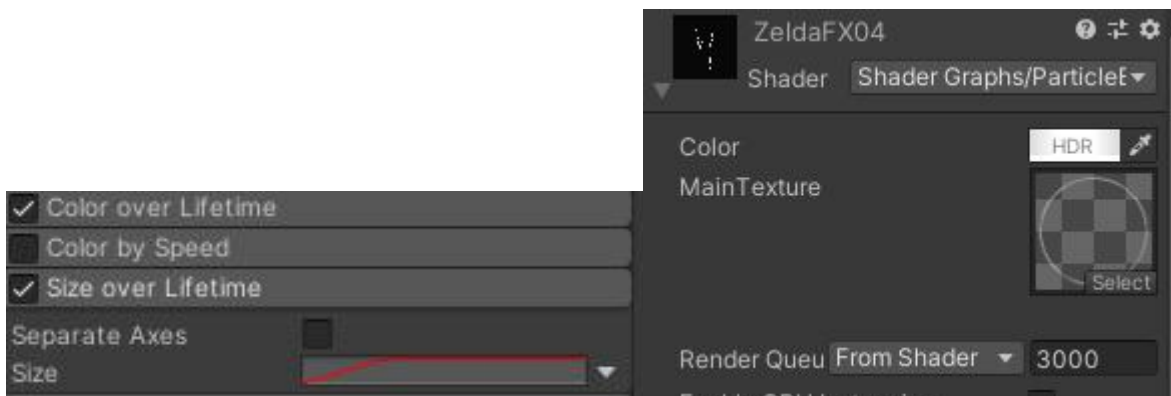 ZeldaFX04
Shader Shader Graphs/ParticleE
Color HDR
MainTexture
Select
Render Queu From Shader 3000
Color over Lifetime
Color by Speed
Size over Lifetime
Separate Axes
Size